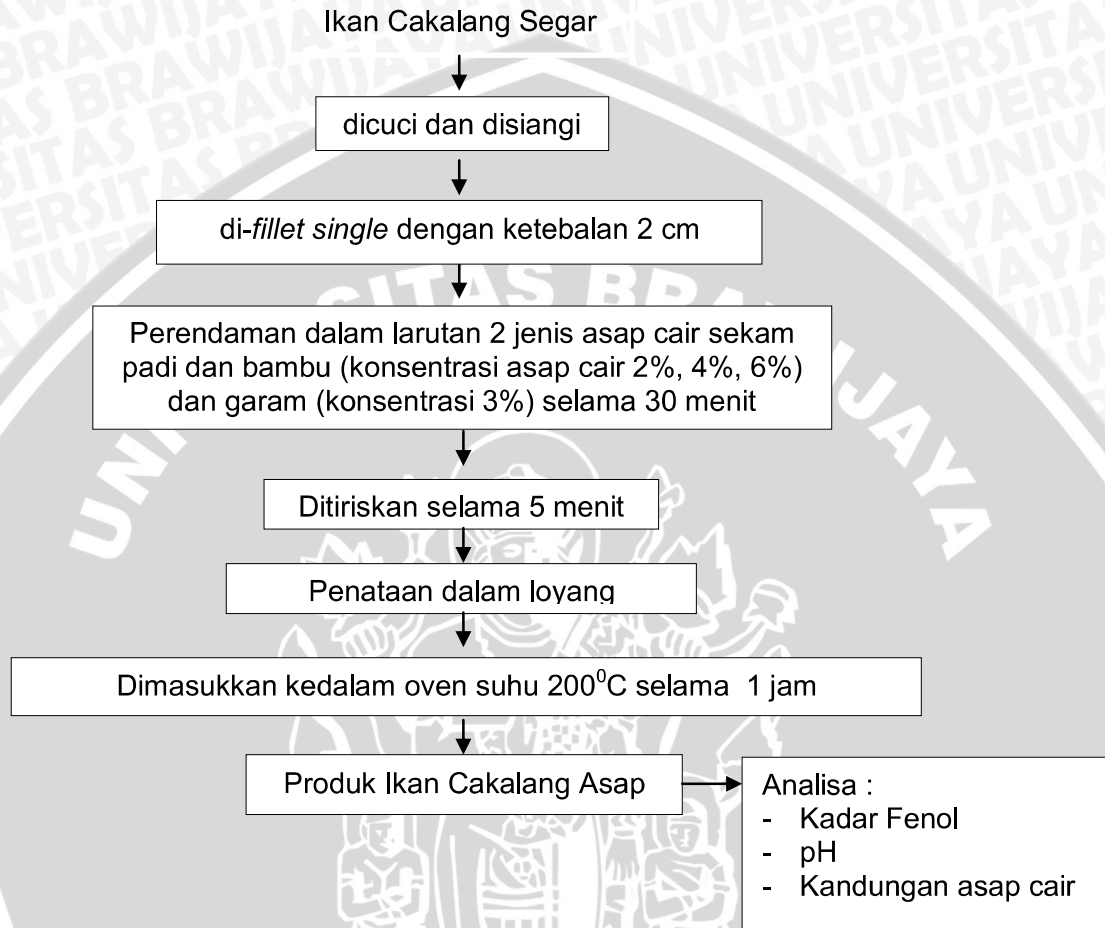 Ikan Cakalang Segar
dicuci dan disiangi
di-fillet single dengan ketebalan 2 cm
Perendaman dalam larutan 2 jenis asap cair sekam
padi dan bambu (konsentrasi asap cair 2%, 4%, 6%)
dan garam (konsentrasi 3%) selama 30 menit
Ditiriskan selama 5 menit
Penataan dalam loyang
Dimasukkan kedalam oven suhu 200⁰C selama 1 jam
Produk Ikan Cakalang Asap
Analisa :
- Kadar Fenol
- pH
- Kandungan asap cair